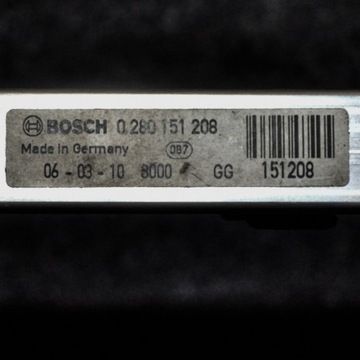 BOSCH 0 280 151 208
Made in Germany 087
06 - 03 - 10 8000 GG 151208